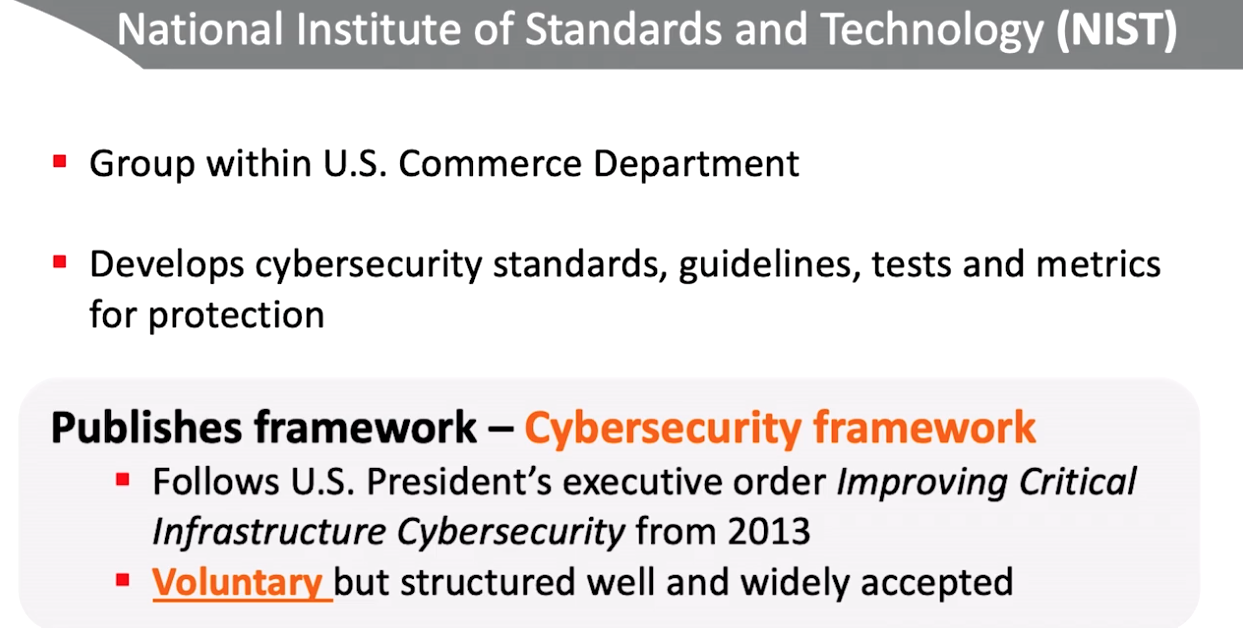 National Institute of Standards and Technology (NIST)
Group within U.S. Commerce Department
Develops cybersecurity standards, guidelines, tests and metrics
for protection
Publishes framework – Cybersecurity framework
Follows U.S. President’s executive order Improving Critical
Infrastructure Cybersecurity from 2013
Voluntary but structured well and widely accepted